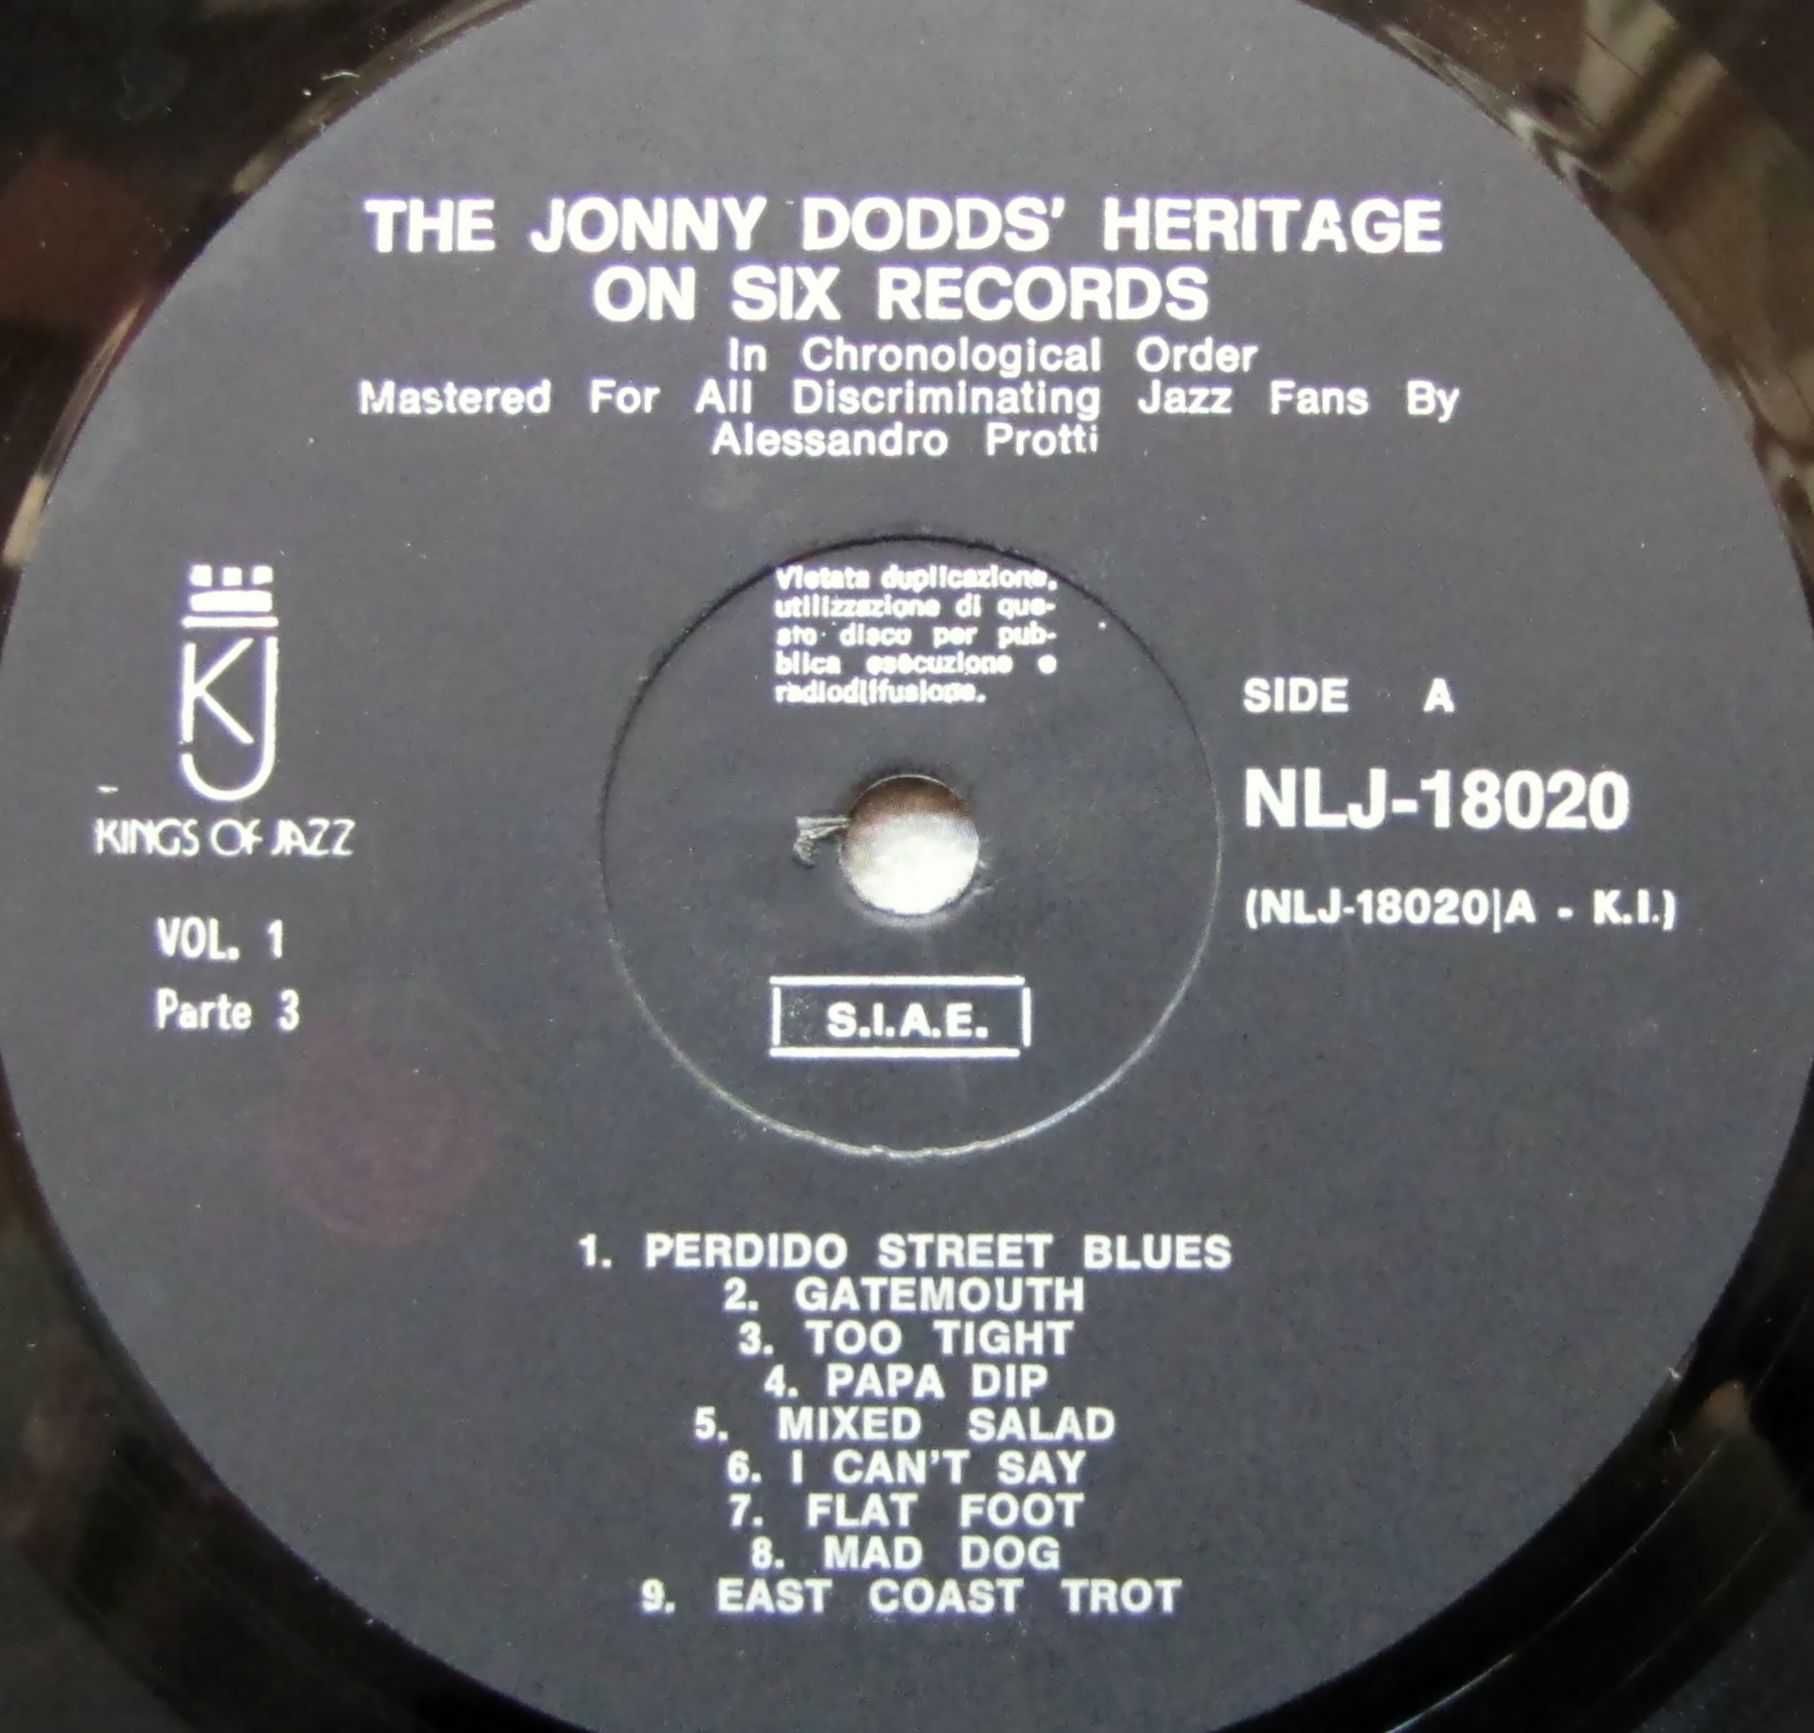 THE JONNY DODDS' HERITAGE
ON SIX RECORDS
In Chronological Order
Mastered For All Discriminating Jazz Fans By
Alessandro Protti
Vietata duplicazione,
utilizzazione di que-
sto disco per pub-
blica esecuzione e
radiodiffusione.
KJ
KINGS OF JAZZ
VOL. 1
Parte 3
SIDE A
NLJ-18020
(NLJ-18020|A - K.I.)
S.I.A.E.
1. PERDIDO STREET BLUES
2. GATEMOUTH
3. TOO TIGHT
4. PAPA DIP
5. MIXED SALAD
6. I CAN'T SAY
7. FLAT FOOT
8. MAD DOG
9. EAST COAST TROT